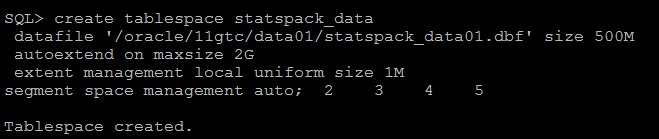 SQL> create tablespace statspack_data
datafile '/oracle/11gtc/data01/statspack_data01.dbf' size 500M
autoextend on maxsize 2G
extent management local uniform size 1M
segment space management auto;  2    3    4    5
Tablespace created.